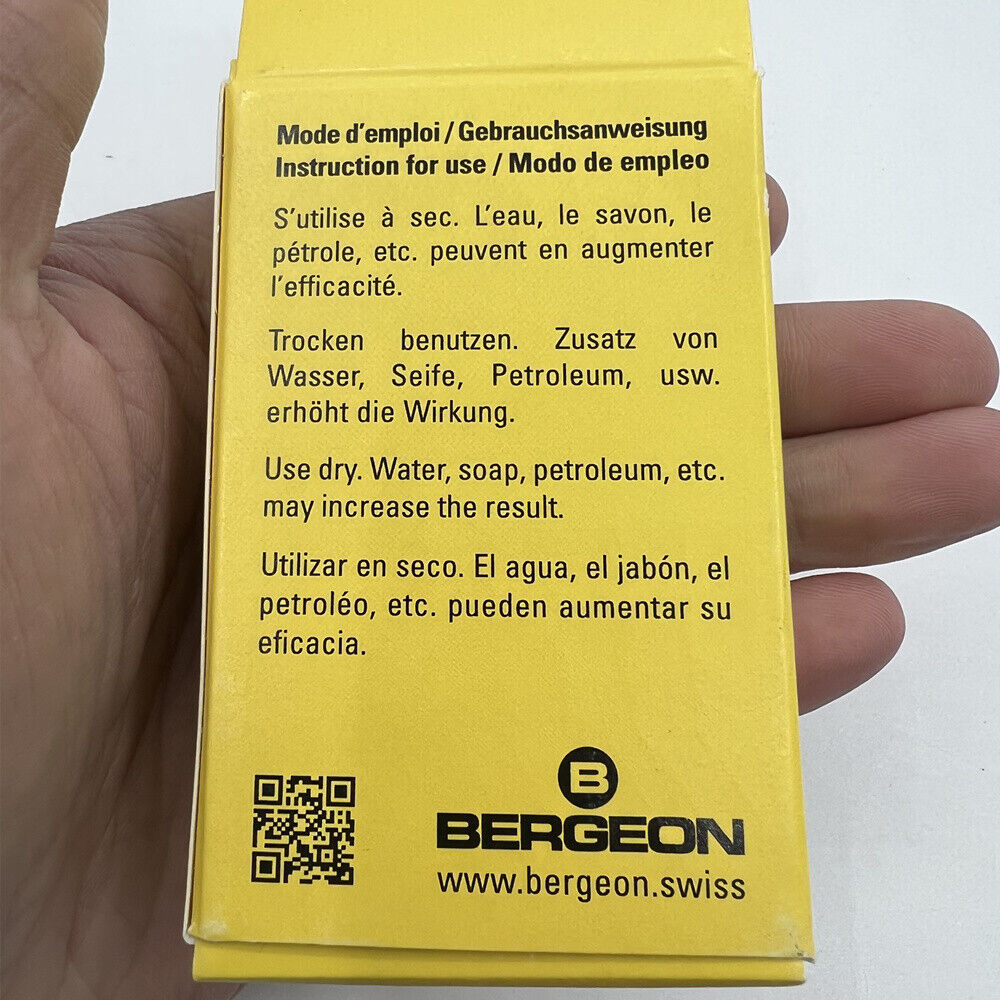 Mode d'emploi / Gebrauchsanweisung
Instruction for use / Modo de empleo
S'utilise à sec. L'eau, le savon, le
pétrole, etc. peuvent en augmenter
l'efficacité.
Trocken benutzen. Zusatz von
Wasser, Seife, Petroleum, usw.
erhöht die Wirkung.
Use dry. Water, soap, petroleum, etc.
may increase the result.
Utilizar en seco. El agua, el jabón, el
petroléo, etc. pueden aumentar su
eficacia.
B
BERGEON
www.bergeon.swiss